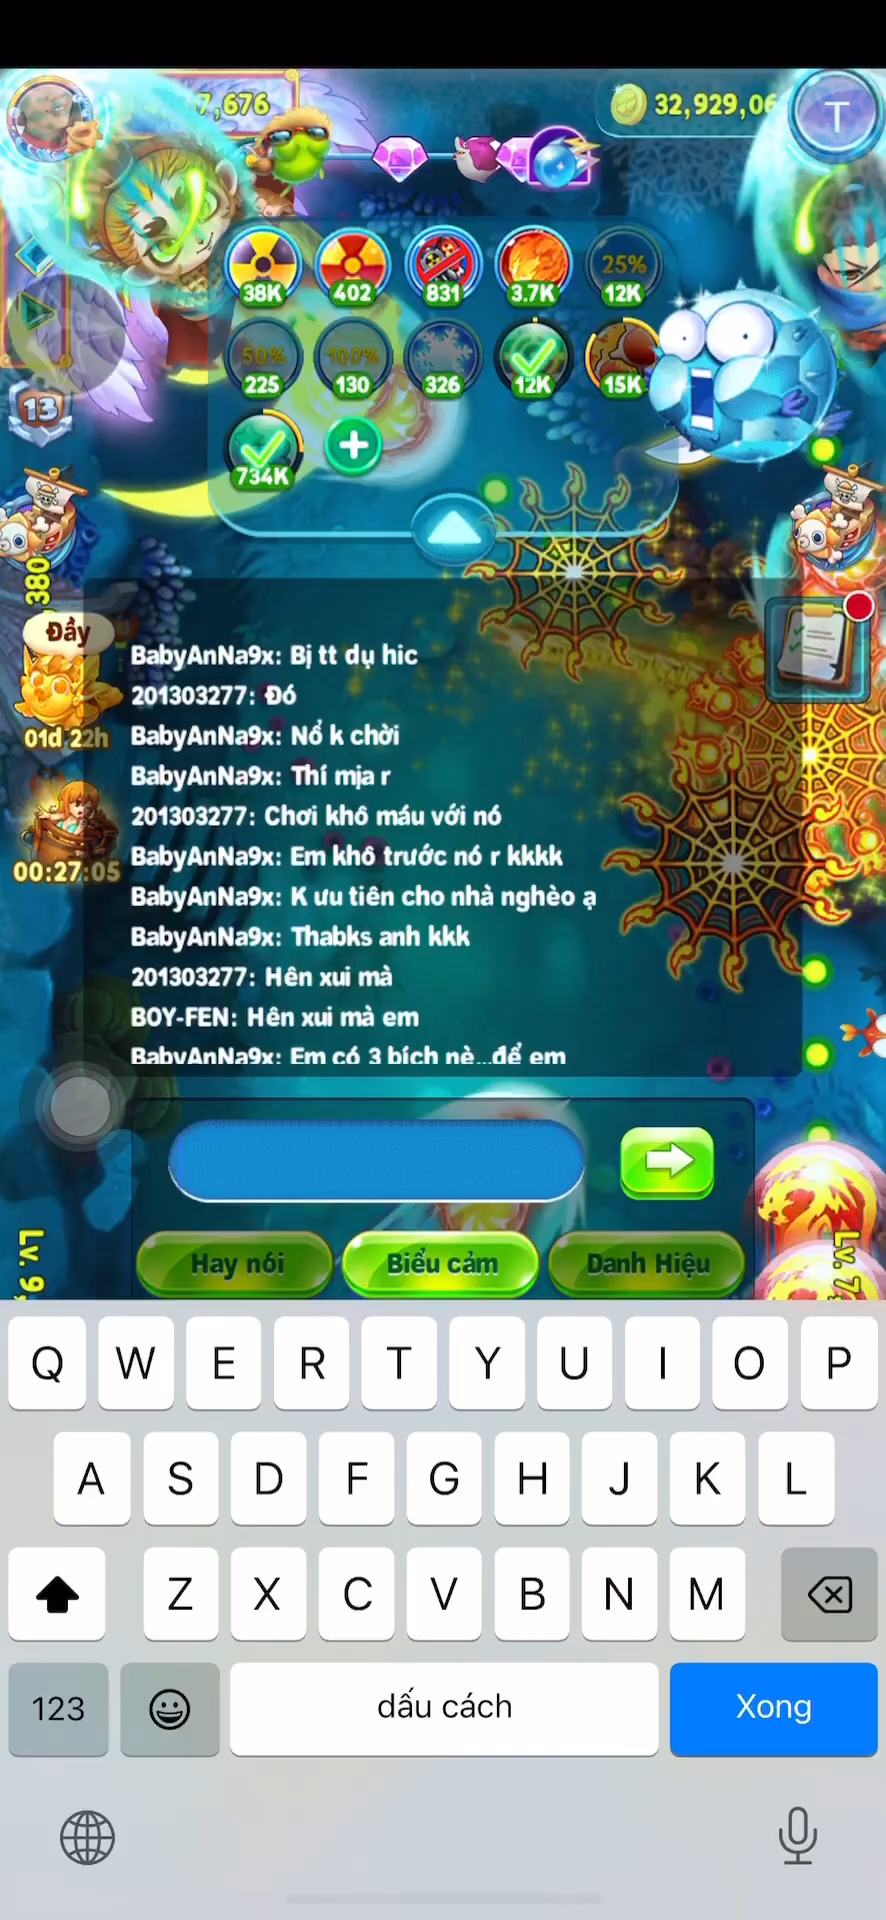 7,676
32,929,06
T
38K
402
831
3.7K
25%
12K
50%
225
100%
130
326
12K
15K
13
734K
380
Đầy
01d 22h
00:27:05
BabyAnNa9x: Bị tt dụ hic
201303277: Đó
BabyAnNa9x: Nổ k chời
BabyAnNa9x: Thí mịa r
201303277: Chơi khô máu với nó
BabyAnNa9x: Em khô trước nó r kkkk
BabyAnNa9x: K ưu tiên cho nhà nghèo ạ
BabyAnNa9x: Thabks anh kkk
201303277: Hên xui mà
BOY-FEN: Hên xui mà em
BabyAnNa9x: Em có 3 bích nè...để em
Lv. 9,
Lv. 7,
Hay nói
Biểu cảm
Danh Hiệu
Q W E R T Y U I O P
A S D F G H J K L
Z X C V B N M
123
dấu cách
Xong